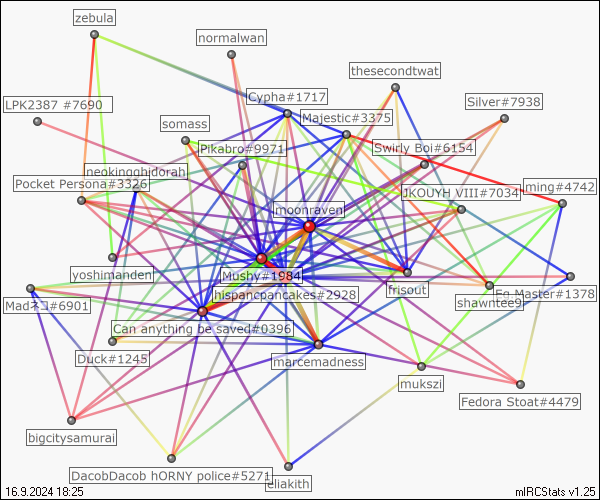 zebula
normalwan
thesecondtwat
LPK2387 #7690
Cypha#1717
Silver#7938
somass
Majestic#3375
Pikabro#9971
Swirly Boi#6154
neokingghidorah
Pocket Persona#3326
JKOUYH VIII#7034
ming#4742
moonraven
yoshimanden
Mushy#1984
frisout
hispancpancakes#2928
Eg Master#1378
shawntee9
Madネコ#6901
Can anything be saved#0396
Duck#1245
marcemadness
mukszi
Fedora Stoat#4479
bigcitysamurai
DacobDacob hORNY police#5271
eliakith
16.9.2024 18:25
mIRCStats v1.25